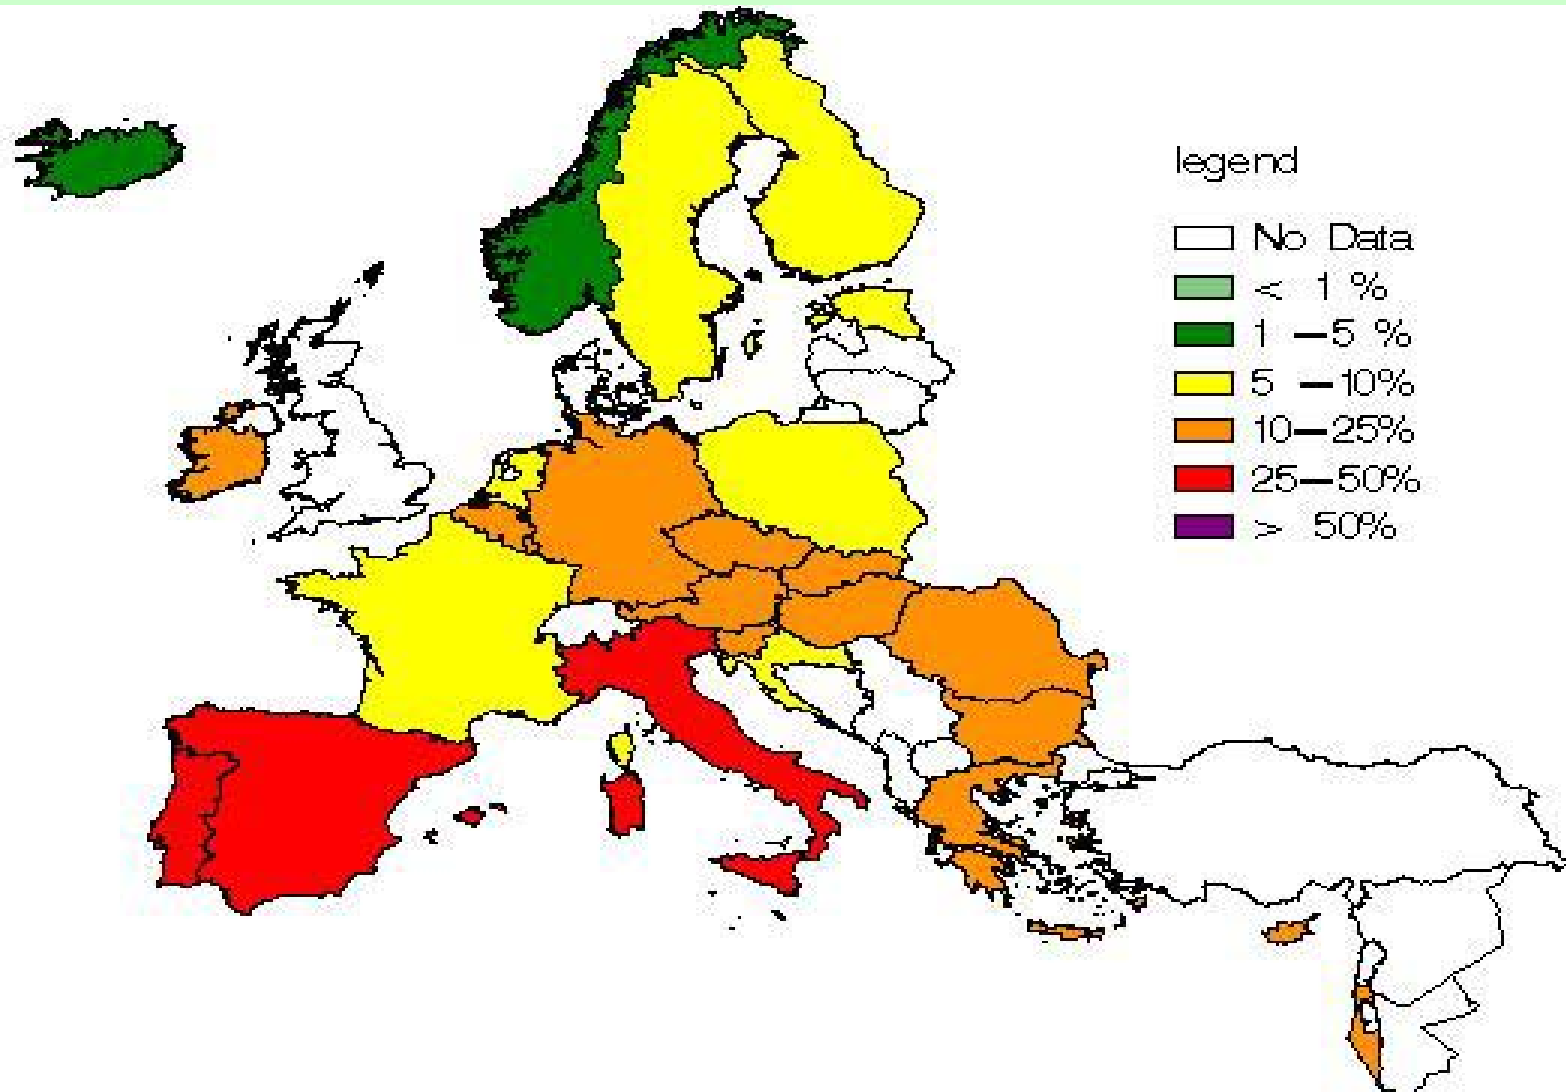 legend
No Data
< 1 %
1 —5 %
5 —10%
10—25%
25—50%
> 50%